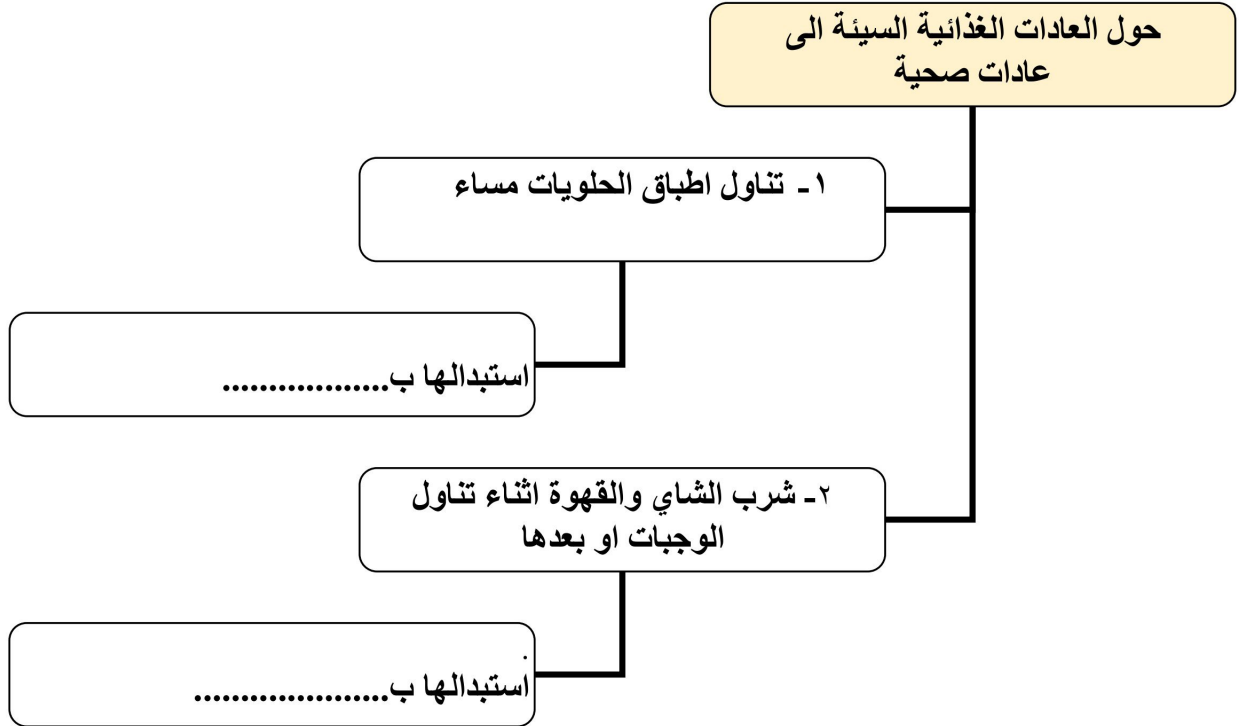 حول العادات الغذائية السيئة الى
عادات صحية
١- تناول اطباق الحلويات مساء
استبدالها ب..................
٢- شرب الشاي والقهوة اثناء تناول
الوجبات او بعدها
.
استبدالها ب.....................